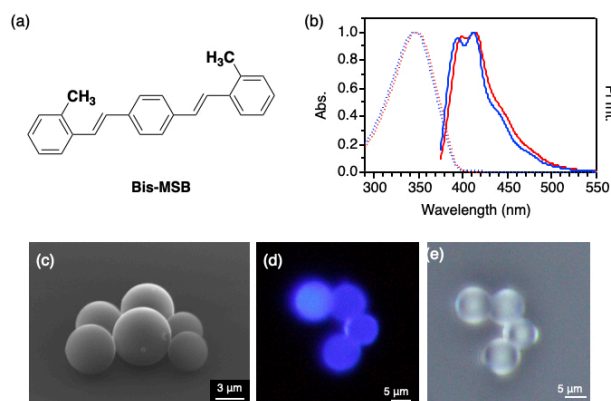 (a)
CH₃
H₃C
Bis-MSB
(b)
Abs.
1.0
0.8
0.6
0.4
0.2
0.0
300 350 400 450 500 550
Wavelength (nm)
(c)
3 µm
(d)
5 µm
(e)
5 µm